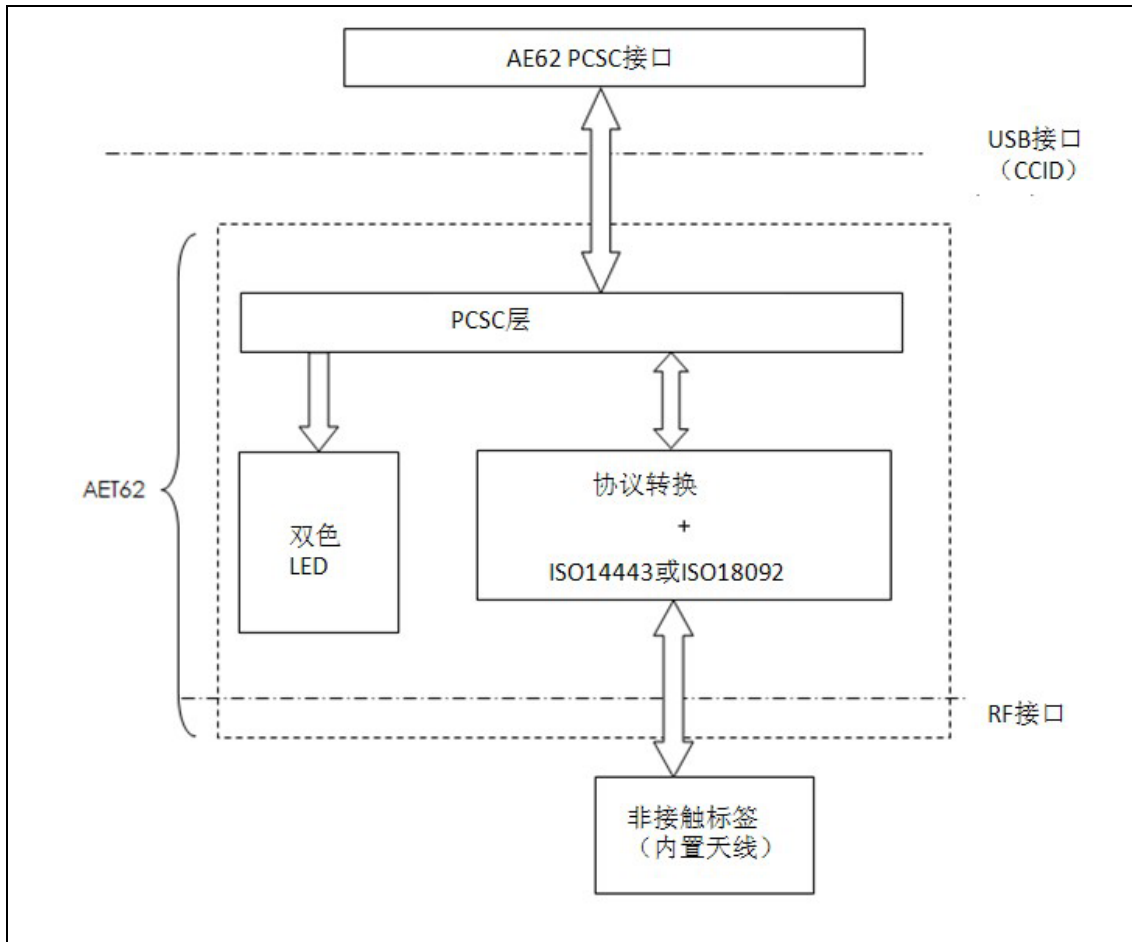 AE62 PCSC接口
USB接口
（CCID）
PCSC层
AET62
双色
LED
协议转换
+
ISO14443或ISO18092
RF接口
非接触标签
（内置天线）